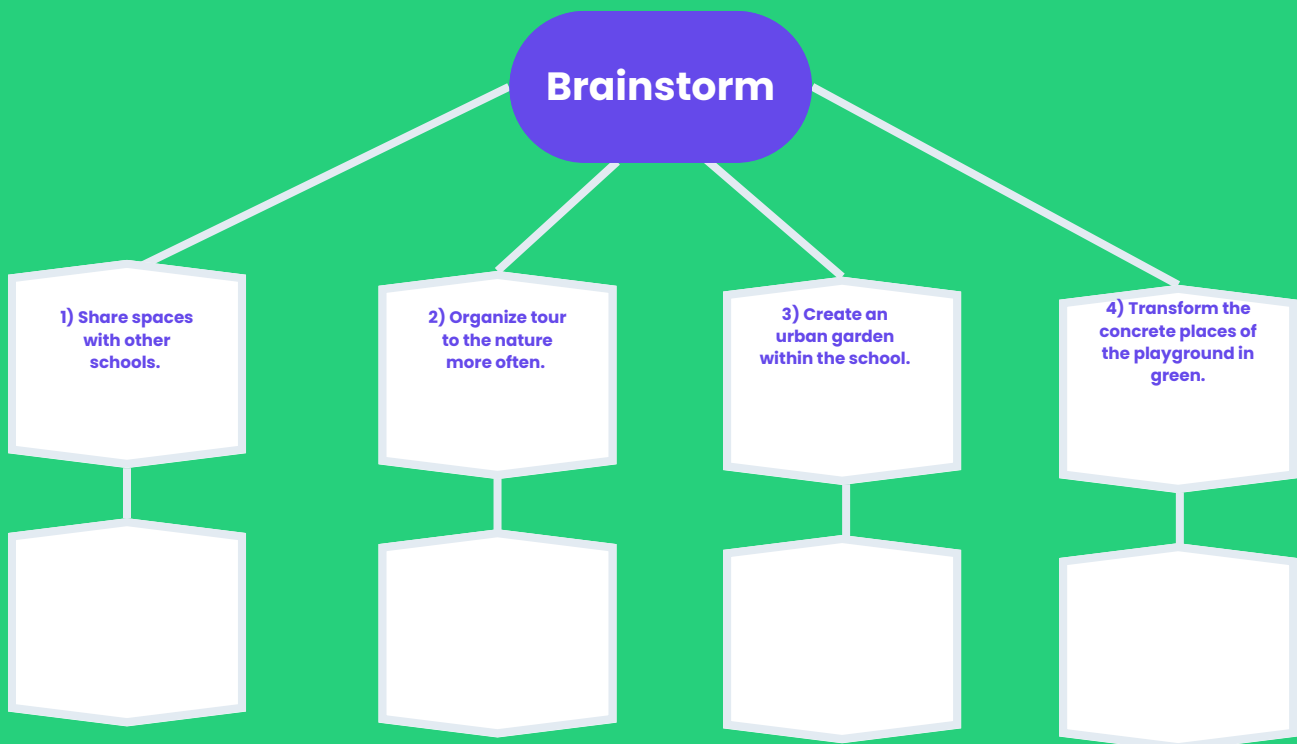 Brainstorm
1) Share spaces
with other
schools.
2) Organize tour
to the nature
more often.
3) Create an
urban garden
within the school.
4) Transform the
concrete places of
the playground in
green.